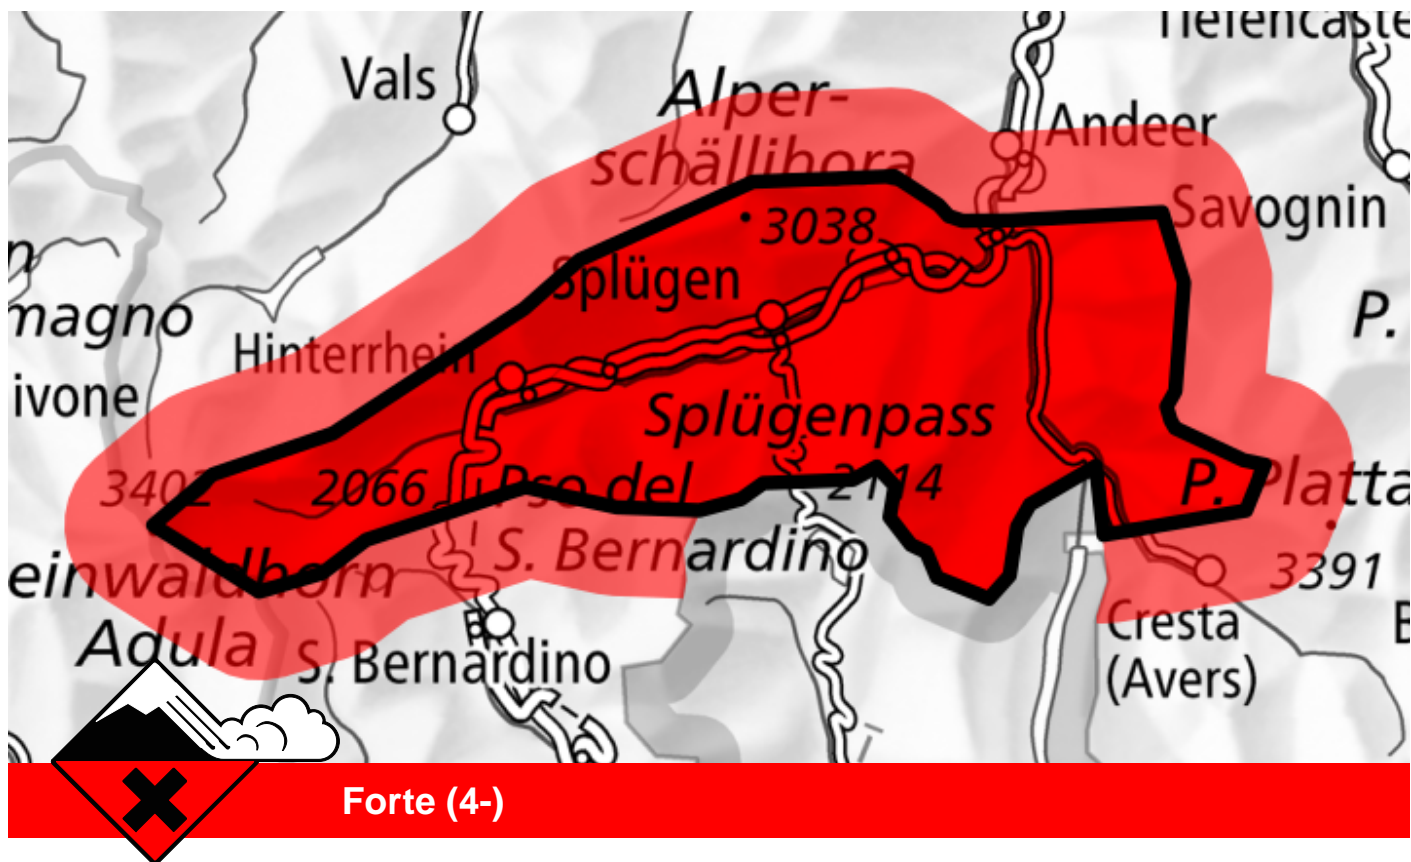 Tiefencaste
Vals
Alper-
schällihora
Andeer
Savognin
3038
Splügen
n
magno
P.
Hinterrhein
ivone
Splügenpass
3402
2066
Pso del
2114
P. Platta
S. Bernardino
einwaldhorn
3391
Cresta
(Avers)
Adula
S. Bernardino
B
Forte (4-)